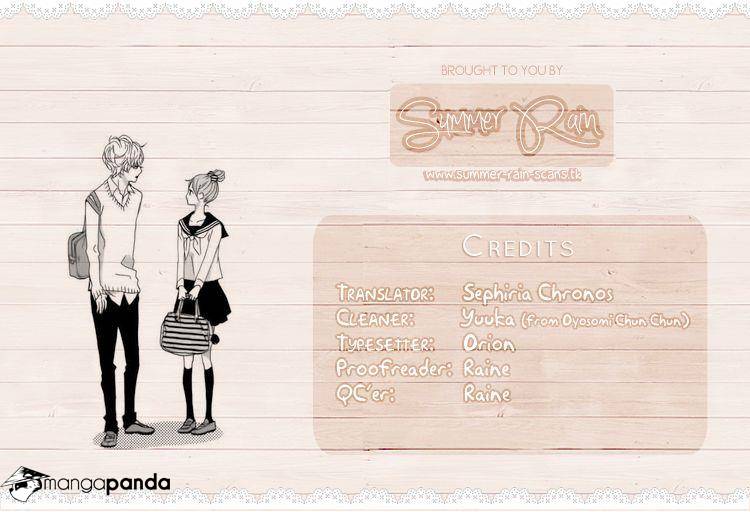 BROUGHT TO YOU BY
Summer Rain
www.summer-rain-scans.tk
CREDITS
TRANSLATOR: Sephiria Chronos
CLEANER: Yuuka (from Oyosomi Chun Chun)
TYPESETTER: Orion
Proofreader: Raine
QC'er: Raine
mangapanda